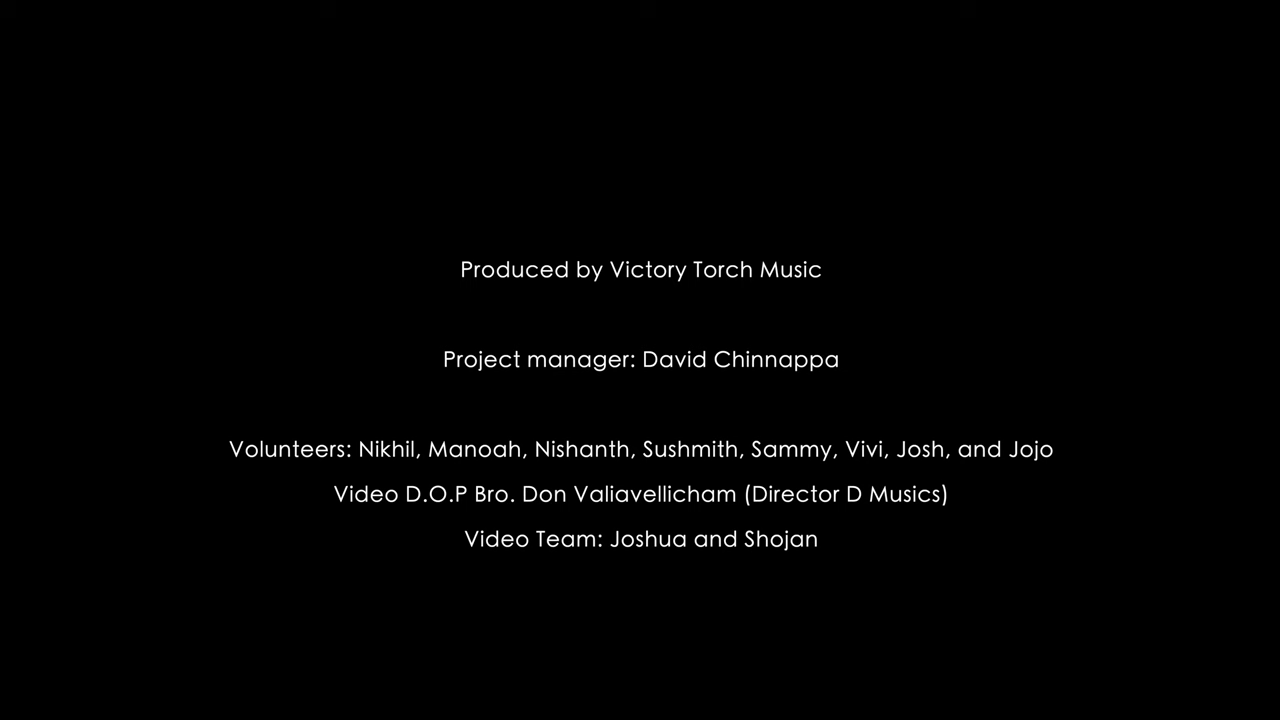 Produced by Victory Torch Music
Project manager: David Chinnappa
Volunteers: Nikhil, Manoah, Nishanth, Sushmith, Sammy, Vivi, Josh, and Jojo
Video D.O.P Bro. Don Valiavellicham (Director D Musics)
Video Team: Joshua and Shojan